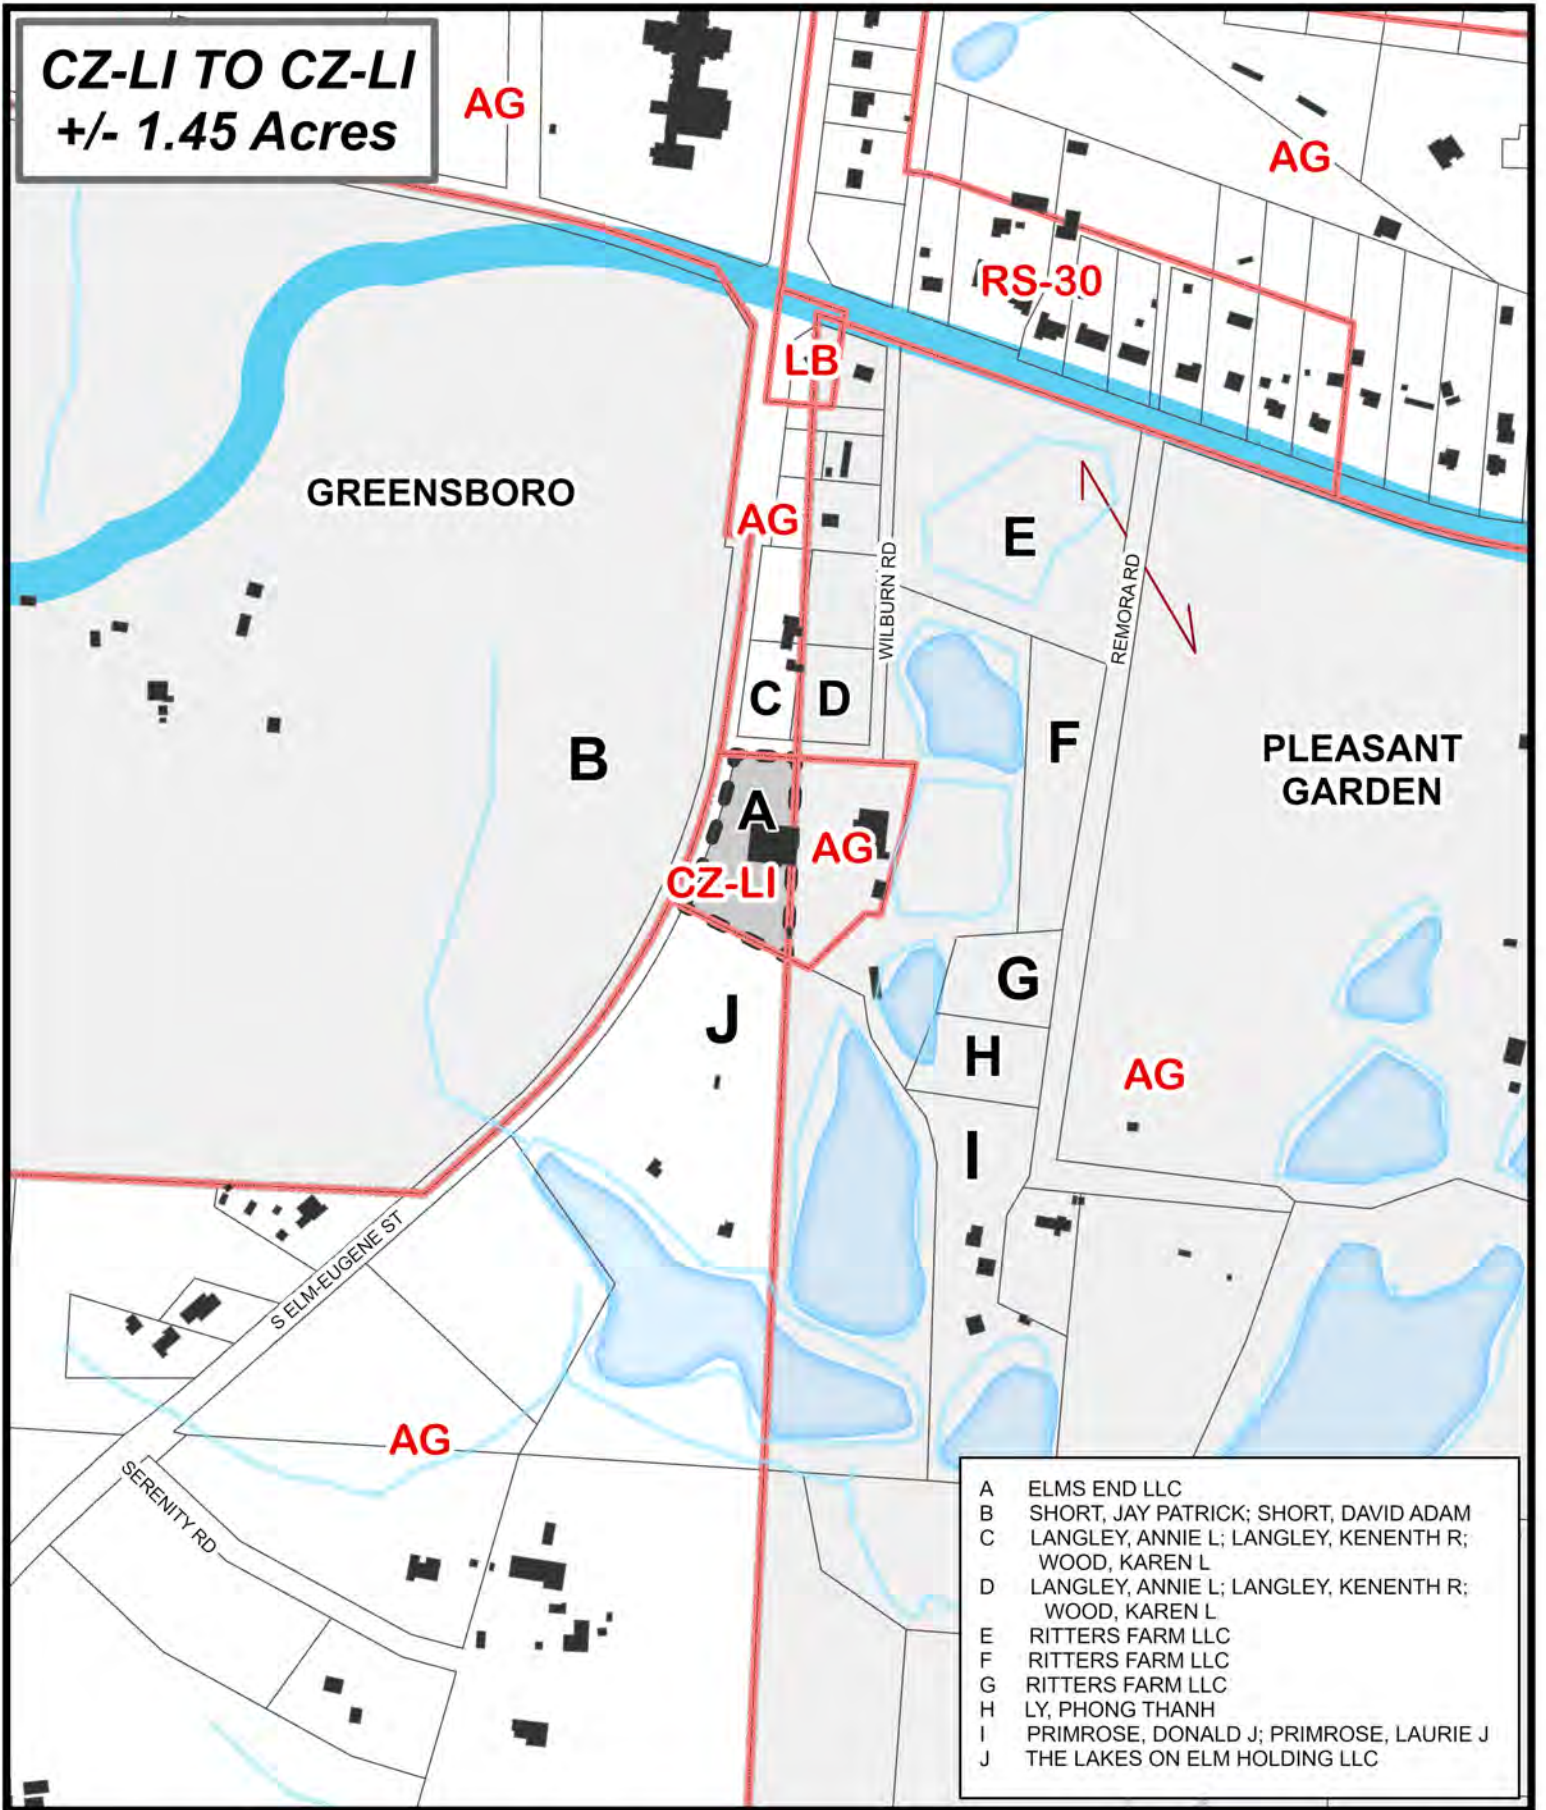 CZ-LI TO CZ-LI
+/- 1.45 Acres
AG
AG
RS-30
LB
GREENSBORO
AG
E
WILBURN RD
REMORA RD
C
D
F
B
PLEASANT
GARDEN
A
AG
CZ-LI
G
J
H
AG
I
S ELM-EUGENE ST
AG
SERENITY RD
A ELMS END LLC
B SHORT, JAY PATRICK; SHORT, DAVID ADAM
C LANGLEY, ANNIE L; LANGLEY, KENENTH R;
WOOD, KAREN L
D LANGLEY, ANNIE L; LANGLEY, KENENTH R;
WOOD, KAREN L
E RITTERS FARM LLC
F RITTERS FARM LLC
G RITTERS FARM LLC
H LY, PHONG THANH
I PRIMROSE, DONALD J; PRIMROSE, LAURIE J
J THE LAKES ON ELM HOLDING LLC